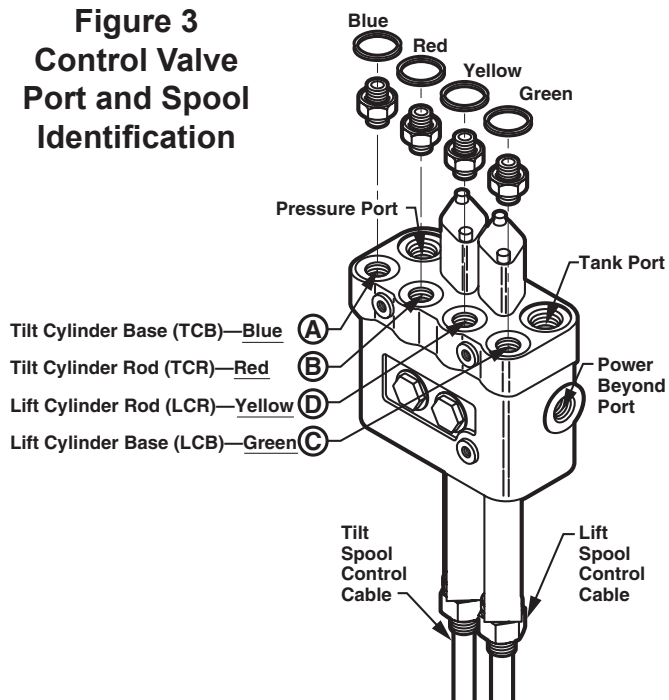 Figure 3
Control Valve
Port and Spool
Identification
Blue
Red
Yellow
Green
Pressure Port
Tank Port
Tilt Cylinder Base (TCB)—Blue A
Tilt Cylinder Rod (TCR)—Red B
Lift Cylinder Rod (LCR)—Yellow D
Lift Cylinder Base (LCB)—Green C
Power
Beyond
Port
Tilt
Spool
Control
Cable
Lift
Spool
Control
Cable